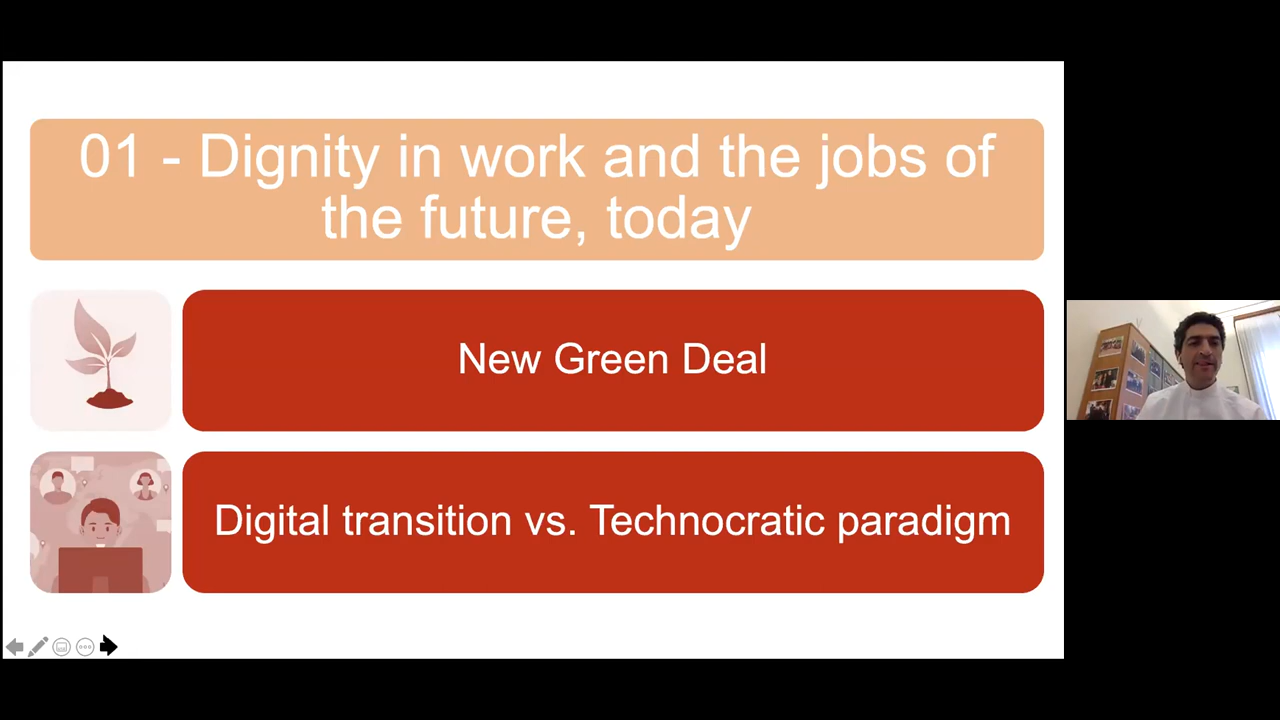 01 - Dignity in work and the jobs of
the future, today
New Green Deal
Digital transition vs. Technocratic paradigm